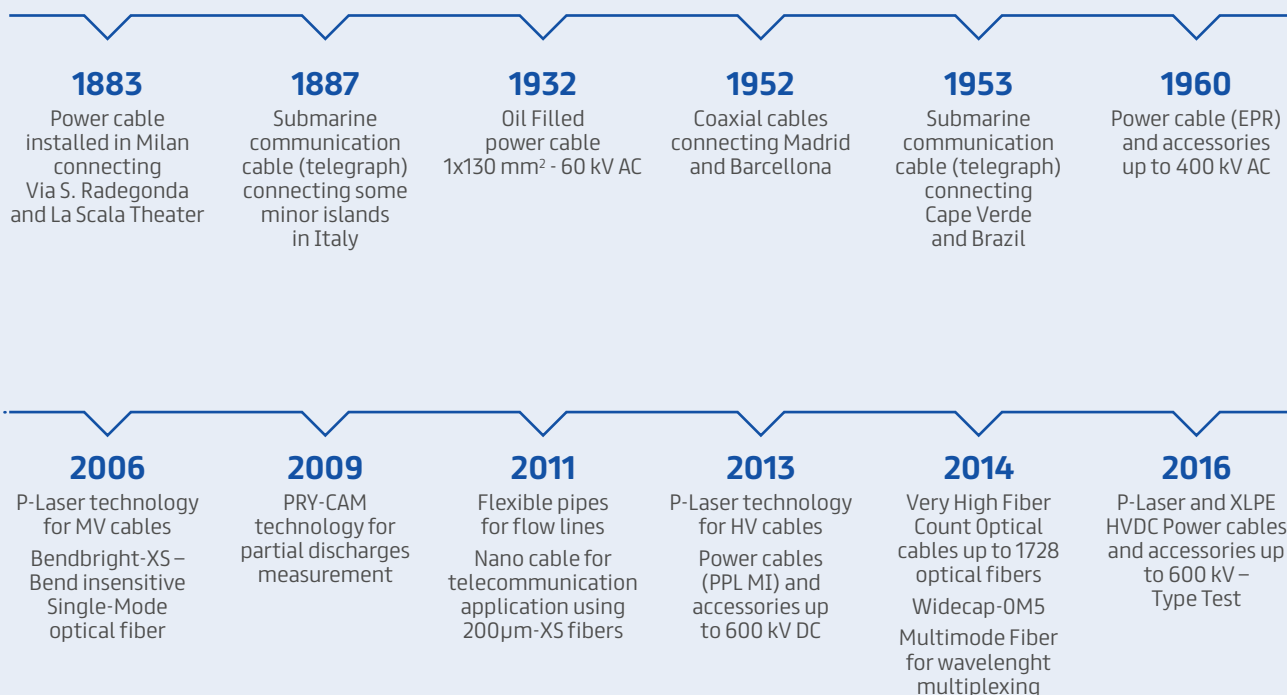 1883
Power cable
installed in Milan
connecting
Via S. Radegonda
and La Scala Theater
1887
Submarine
communication
cable (telegraph)
connecting some
minor islands
in Italy
1932
Oil Filled
power cable
1x130 mm² - 60 kV AC
1952
Coaxial cables
connecting Madrid
and Barcellona
1953
Submarine
communication
cable (telegraph)
connecting
Cape Verde
and Brazil
1960
Power cable (EPR)
and accessories
up to 400 kV AC
2006
P-Laser technology
for MV cables
Bendbright-XS –
Bend insensitive
Single-Mode
optical fiber
2009
PRY-CAM
technology for
partial discharges
measurement
2011
Flexible pipes
for flow lines
Nano cable for
telecommunication
application using
200µm-XS fibers
2013
P-Laser technology
for HV cables
Power cables
(PPL MI) and
accessories up
to 600 kV DC
2014
Very High Fiber
Count Optical
cables up to 1728
optical fibers
Widecap-OM5
Multimode Fiber
for wavelenght
multiplexing
2016
P-Laser and XLPE
HVDC Power cables
and accessories up
to 600 kV –
Type Test